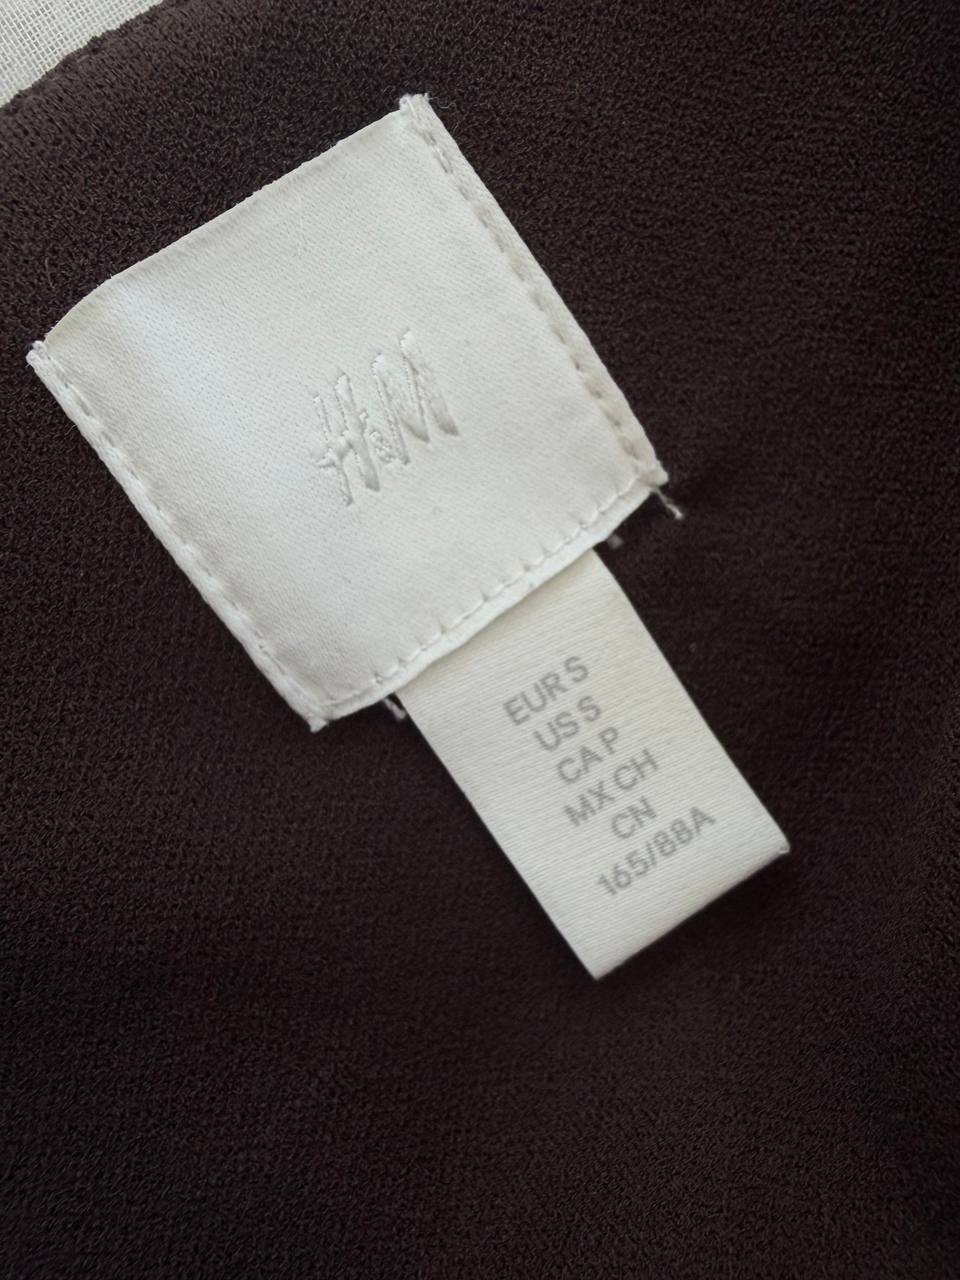 H&M
EUR S
US S
CA P
MX CH
CN
165/88A